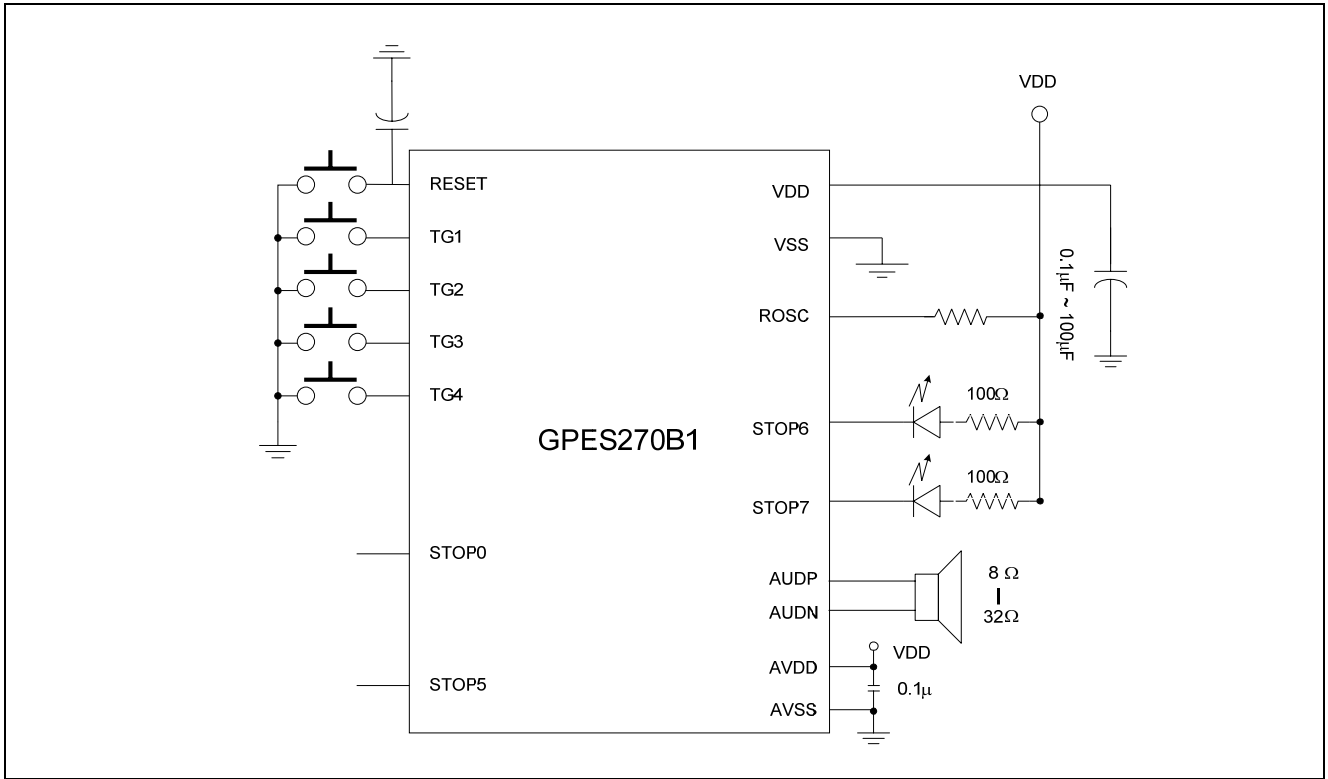 VDD
RESET
TG1
TG2
TG3
TG4
STOP0
STOP5
GPES270B1
VDD
VSS
ROSC
STOP6
STOP7
AUDP
AUDN
AVDD
AVSS
0.1μF ~ 100μF
100Ω
100Ω
8 Ω
32Ω
VDD
0.1μ